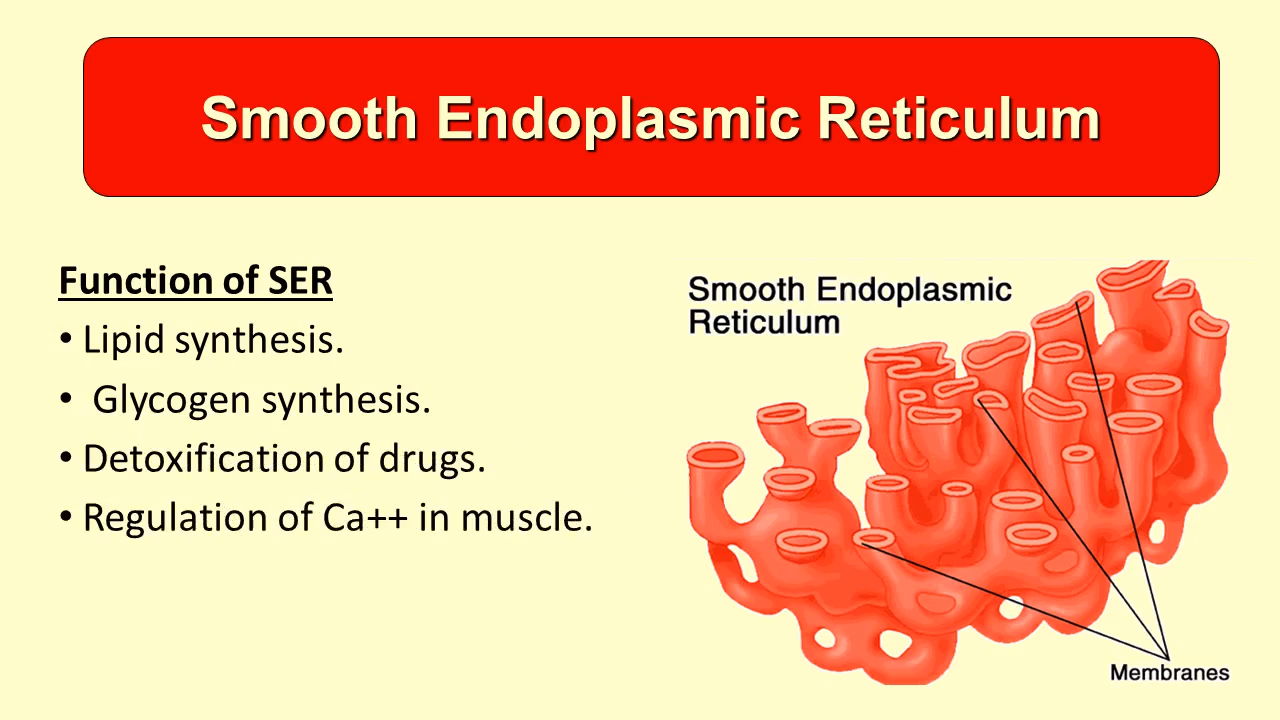 Smooth Endoplasmic Reticulum
Function of SER
• Lipid synthesis.
• Glycogen synthesis.
• Detoxification of drugs.
• Regulation of Ca++ in muscle.
Smooth Endoplasmic
Reticulum
Membranes